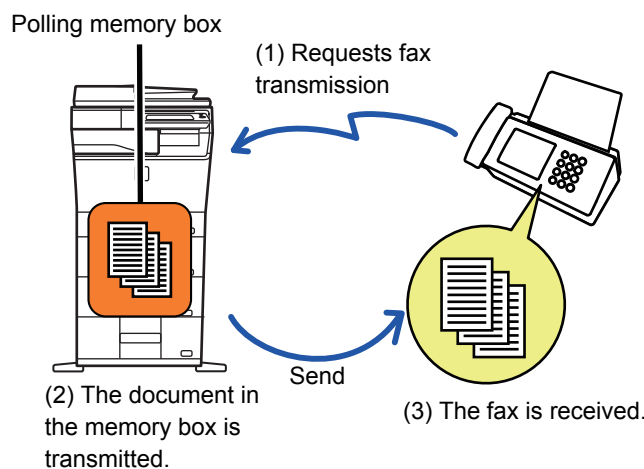 Polling memory box
(1) Requests fax
transmission
Send
(2) The document in
the memory box is
transmitted.
(3) The fax is received.